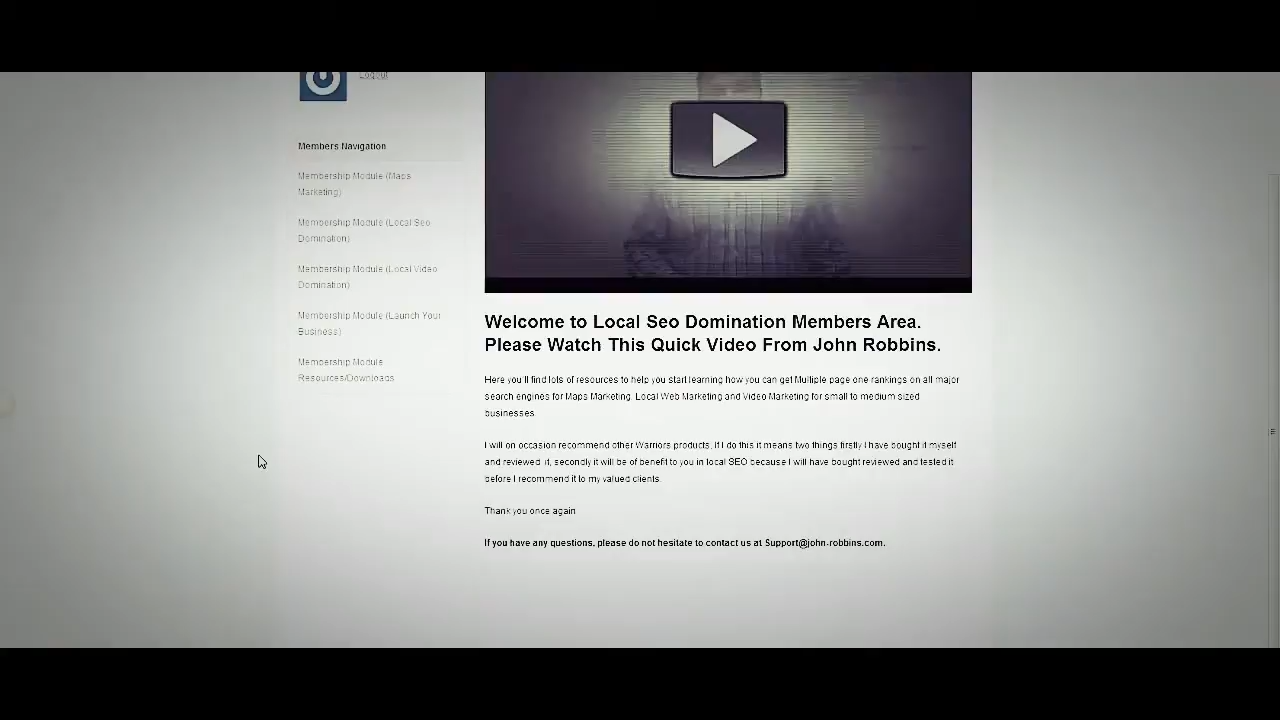 Logout
Members Navigation
Membership Module (Maps
Marketing)
Membership Module (Local Seo
Domination)
Membership Module (Local Video
Domination)
Membership Module (Launch Your
Business)
Membership Module
Resources/Downloads
Welcome to Local Seo Domination Members Area.
Please Watch This Quick Video From John Robbins.
Here you'll find lots of resources to help you start learning how you can get Multiple page one rankings on all major
search engines for Maps Marketing, Local Web Marketing and Video Marketing for small to medium sized
businesses.
I will on occasion recommend other Warriors products, If I do this it means two things firstly I have bought it myself
and reviewed it, secondly it will be of benefit to you in local SEO because I will have bought reviewed and tested it
before I recommend it to my valued clients.
Thank you once again
If you have any questions, please do not hesitate to contact us at Support@john-robbins.com.